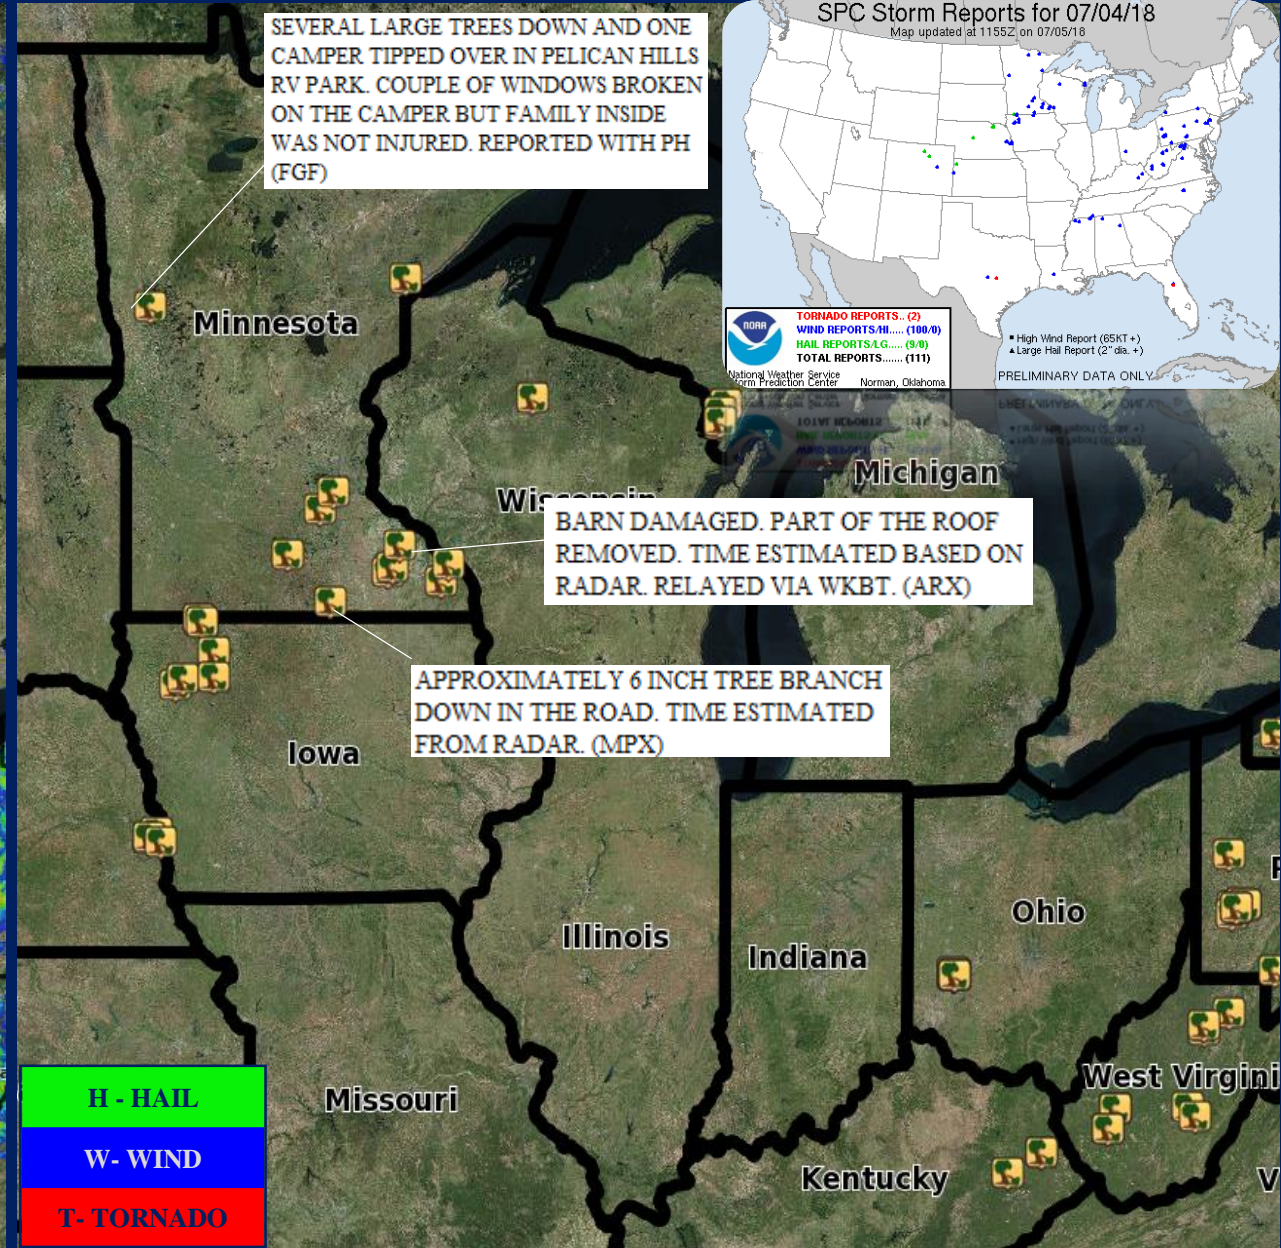 SEVERAL LARGE TREES DOWN AND ONE
CAMPER TIPPED OVER IN PELICAN HILLS
RV PARK. COUPLE OF WINDOWS BROKEN
ON THE CAMPER BUT FAMILY INSIDE
WAS NOT INJURED. REPORTED WITH PH
(FGF)
SPC Storm Reports for 07/04/18
Map updated at 1155Z on 07/05/18
NOAA
TORNADO REPORTS.. (2)
WIND REPORTS/HI..... (100/0)
HAIL REPORTS/LG..... (9/0)
TOTAL REPORTS....... (111)
National Weather Service
Storm Prediction Center
Norman, Oklahoma
High Wind Report (65KT +)
Large Hail Report (2" dia. +)
PRELIMINARY DATA ONLY
Minnesota
Michigan
Wisconsin
BARN DAMAGED. PART OF THE ROOF
REMOVED. TIME ESTIMATED BASED ON
RADAR. RELAYED VIA WKBT. (ARX)
APPROXIMATELY 6 INCH TREE BRANCH
DOWN IN THE ROAD. TIME ESTIMATED
FROM RADAR. (MPX)
Iowa
Illinois
Indiana
Ohio
West Virgini
Missouri
Kentucky
V
H - HAIL
W- WIND
T- TORNADO